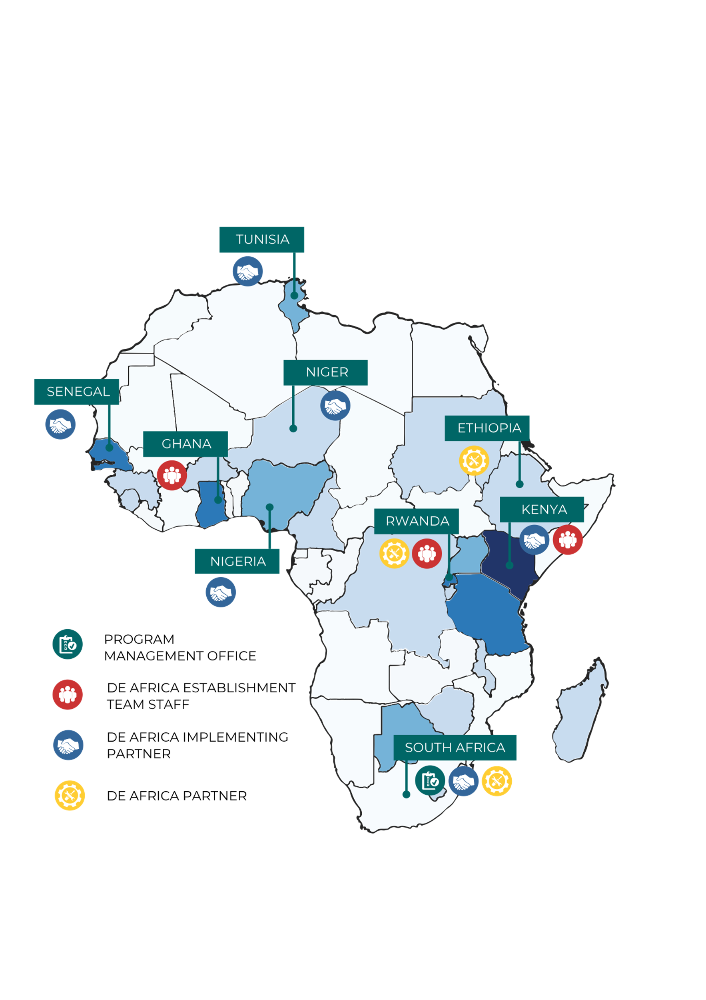 TUNISIA
NIGER
SENEGAL
ETHIOPIA
GHANA
KENYA
RWANDA
NIGERIA
PROGRAM
MANAGEMENT OFFICE
DE AFRICA ESTABLISHMENT
TEAM STAFF
DE AFRICA IMPLEMENTING
PARTNER
SOUTH AFRICA
DE AFRICA PARTNER